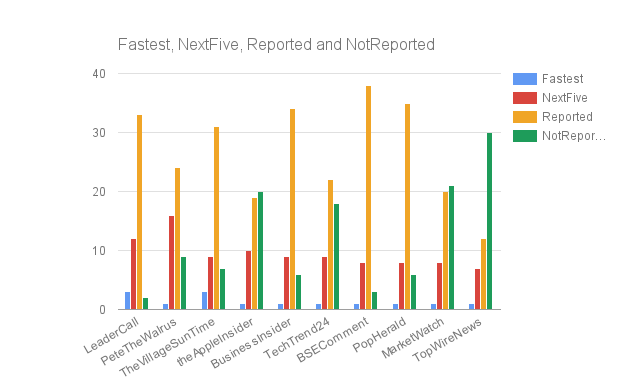 Fastest, NextFive, Reported and NotReported
40
30
20
10
0
Fastest
NextFive
Reported
NotRepor...
LeaderCall
PeteTheWalrus
TheVillageSunTime
theAppleInsider
BusinessInsider
TechTrend24
BSEComment
PopHerald
MarketWatch
TopWireNews